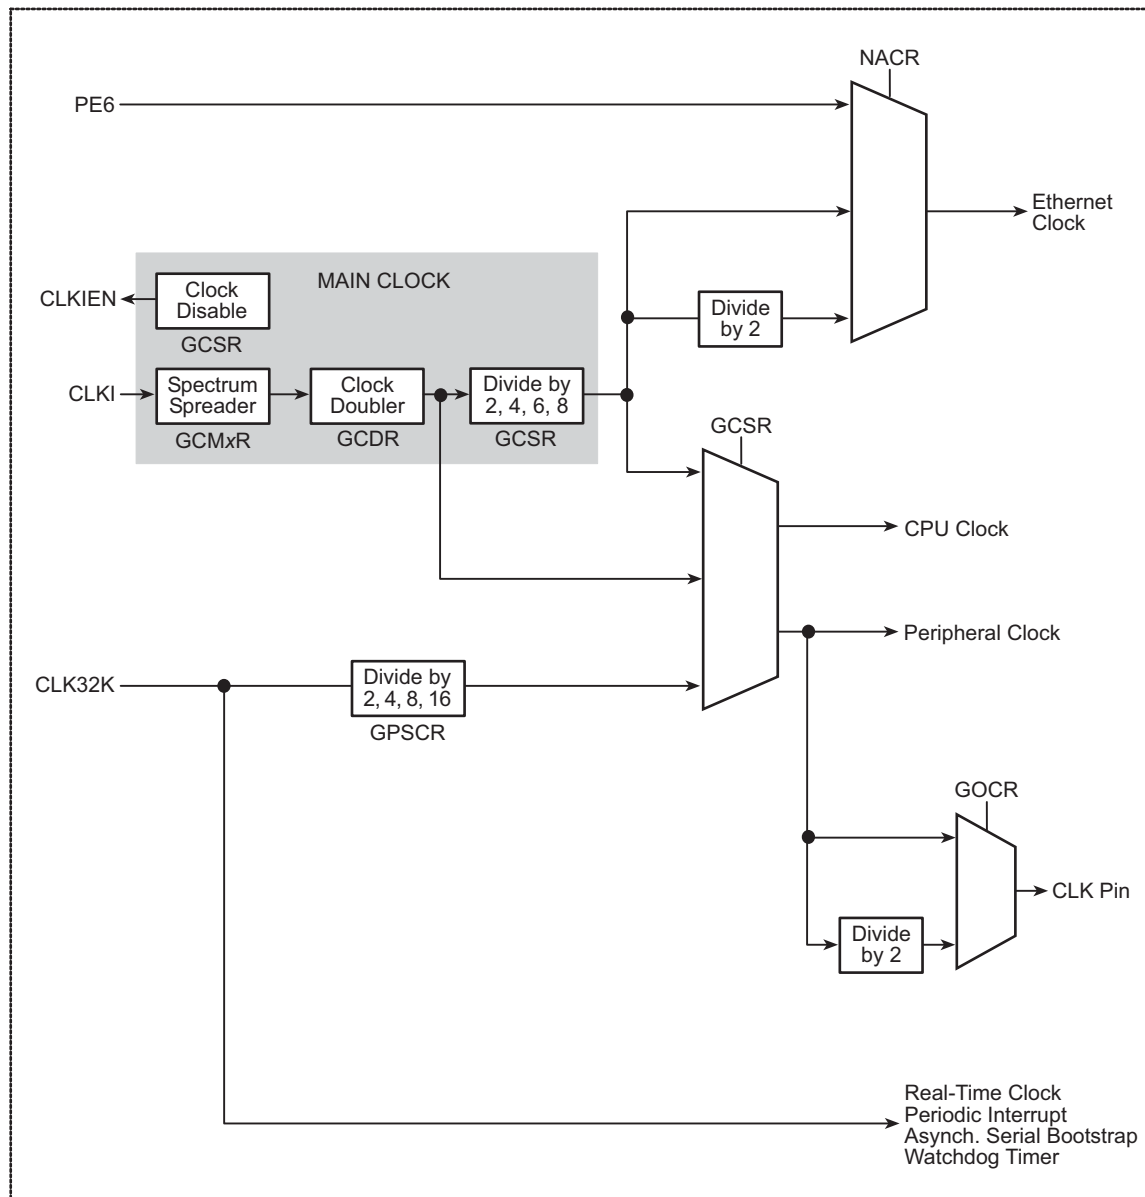 NACR
PE6
Ethernet
Clock
MAIN CLOCK
CLKIEN
Clock
Disable
GCSR
Divide
by 2
CLKI
Spectrum
Spreader
GCMxR
Clock
Doubler
GCDR
Divide by
2, 4, 6, 8
GCSR
GCSR
CPU Clock
Peripheral Clock
CLK32K
Divide by
2, 4, 8, 16
GPSCR
GOCR
CLK Pin
Divide
by 2
Real-Time Clock
Periodic Interrupt
Asynch. Serial Bootstrap
Watchdog Timer